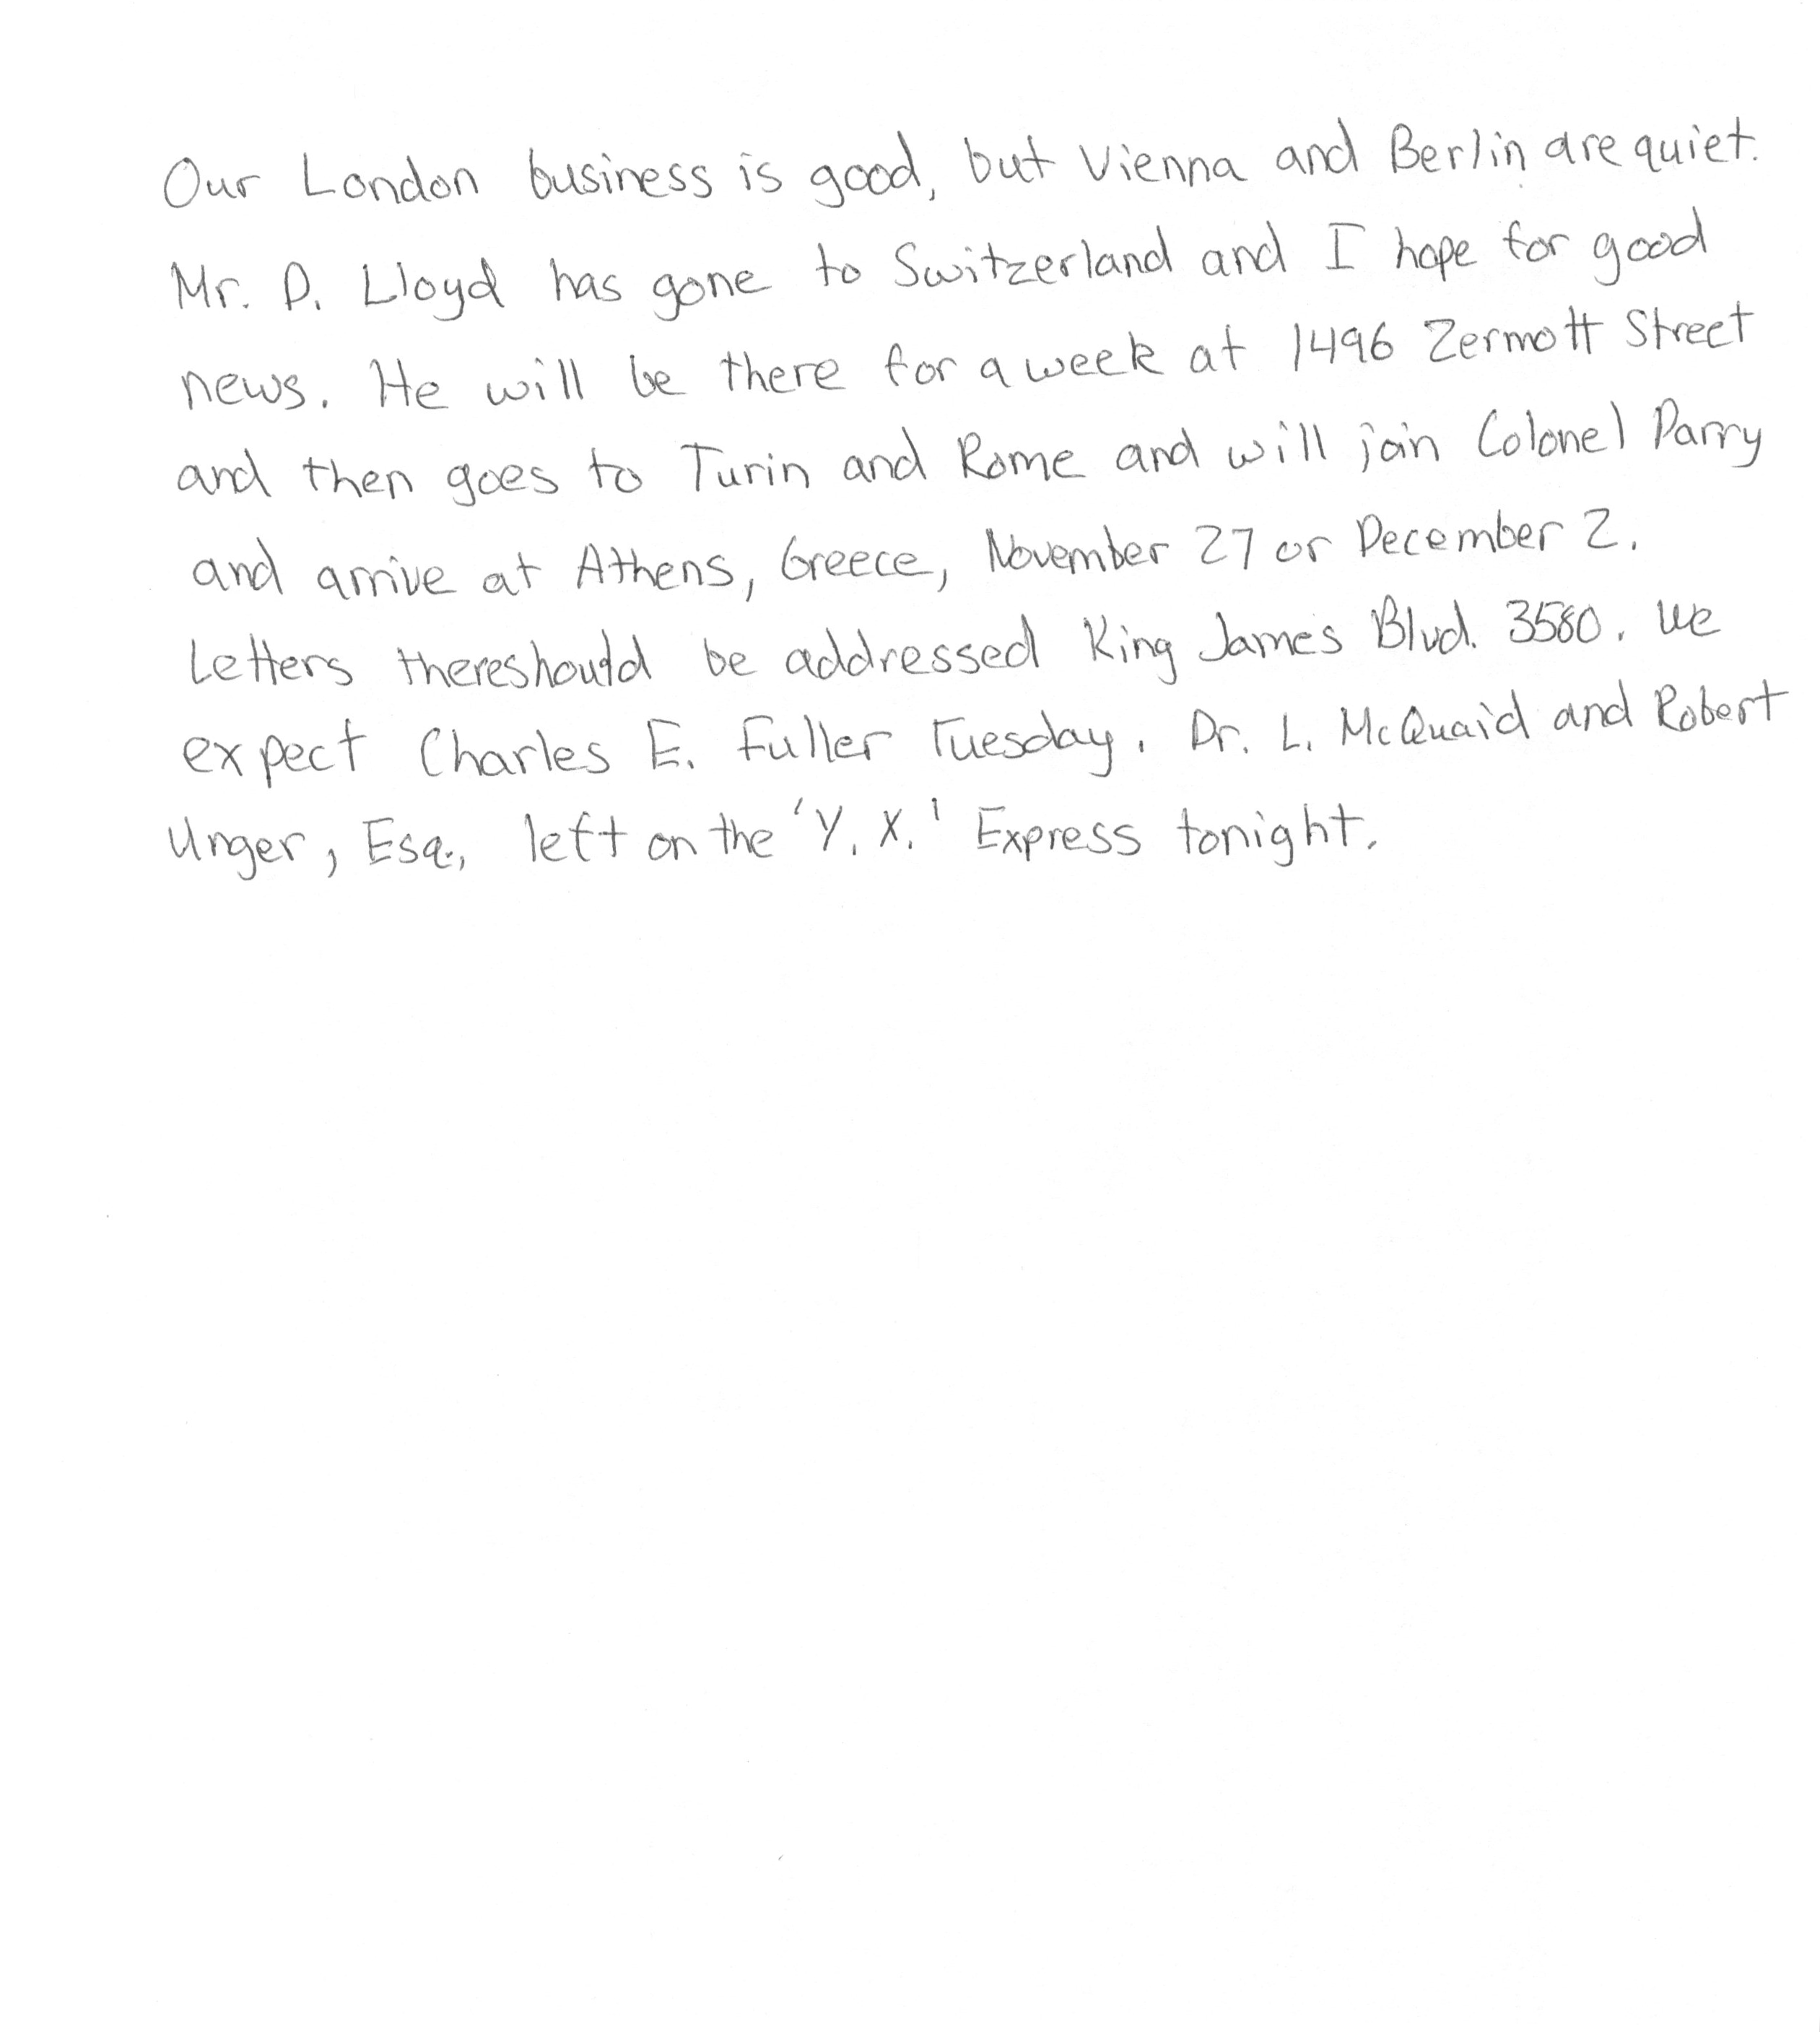 Our London business is good, but Vienna and Berlin are quiet.
Mr. D. Lloyd has gone to Switzerland and I hope for good
news. He will be there for a week at 1496 Zermott Street
and then goes to Turin and Rome and will join Colonel Parry
and arrive at Athens, Greece, November 27 or December 2.
Letters there should be addressed King James Blvd. 3580. We
expect Charles E. Fuller Tuesday. Dr. L. McQuaid and Robert
Unger, Esq., left on the 'Y. X.' Express tonight.